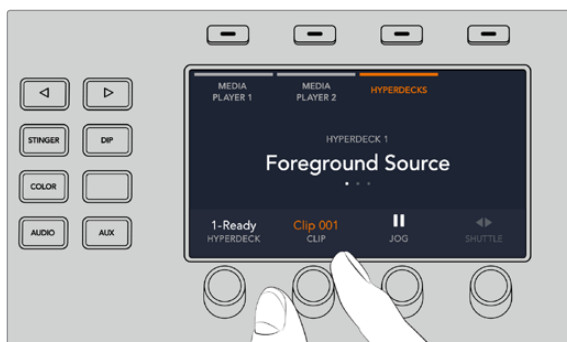 MEDIA
PLAYER 1
MEDIA
PLAYER 2
HYPERDECKS
STINGER
DIP
HYPERDECK 1
Foreground Source
COLOR
1-Ready
HYPERDECK
Clip 001
CLIP
JOG
SHUTTLE
AUDIO
AUX